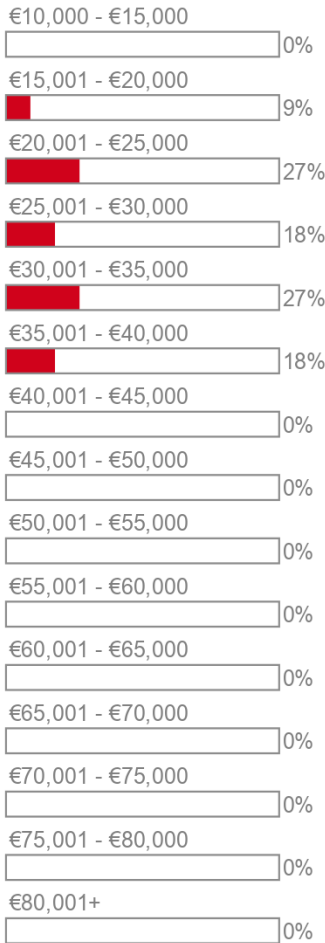 €10,000 - €15,000
0%
€15,001 - €20,000
9%
€20,001 - €25,000
27%
€25,001 - €30,000
18%
€30,001 - €35,000
27%
€35,001 - €40,000
18%
€40,001 - €45,000
0%
€45,001 - €50,000
0%
€50,001 - €55,000
0%
€55,001 - €60,000
0%
€60,001 - €65,000
0%
€65,001 - €70,000
0%
€70,001 - €75,000
0%
€75,001 - €80,000
0%
€80,001+
0%